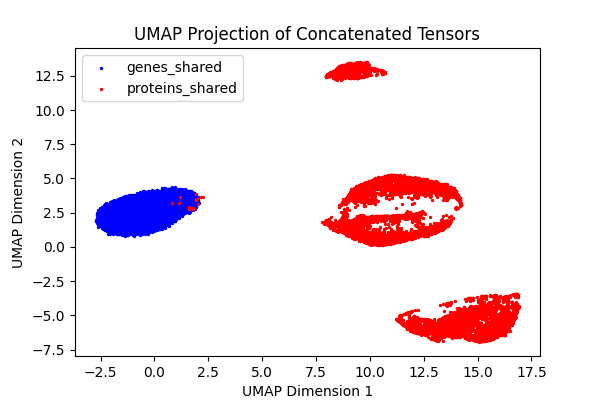 UMAP Projection of Concatenated Tensors
genes_shared
proteins_shared
12.5
10.0
7.5
5.0
2.5
0.0
−2.5
−5.0
−7.5
UMAP Dimension 2
−2.5 0.0 2.5 5.0 7.5 10.0 12.5 15.0 17.5
UMAP Dimension 1